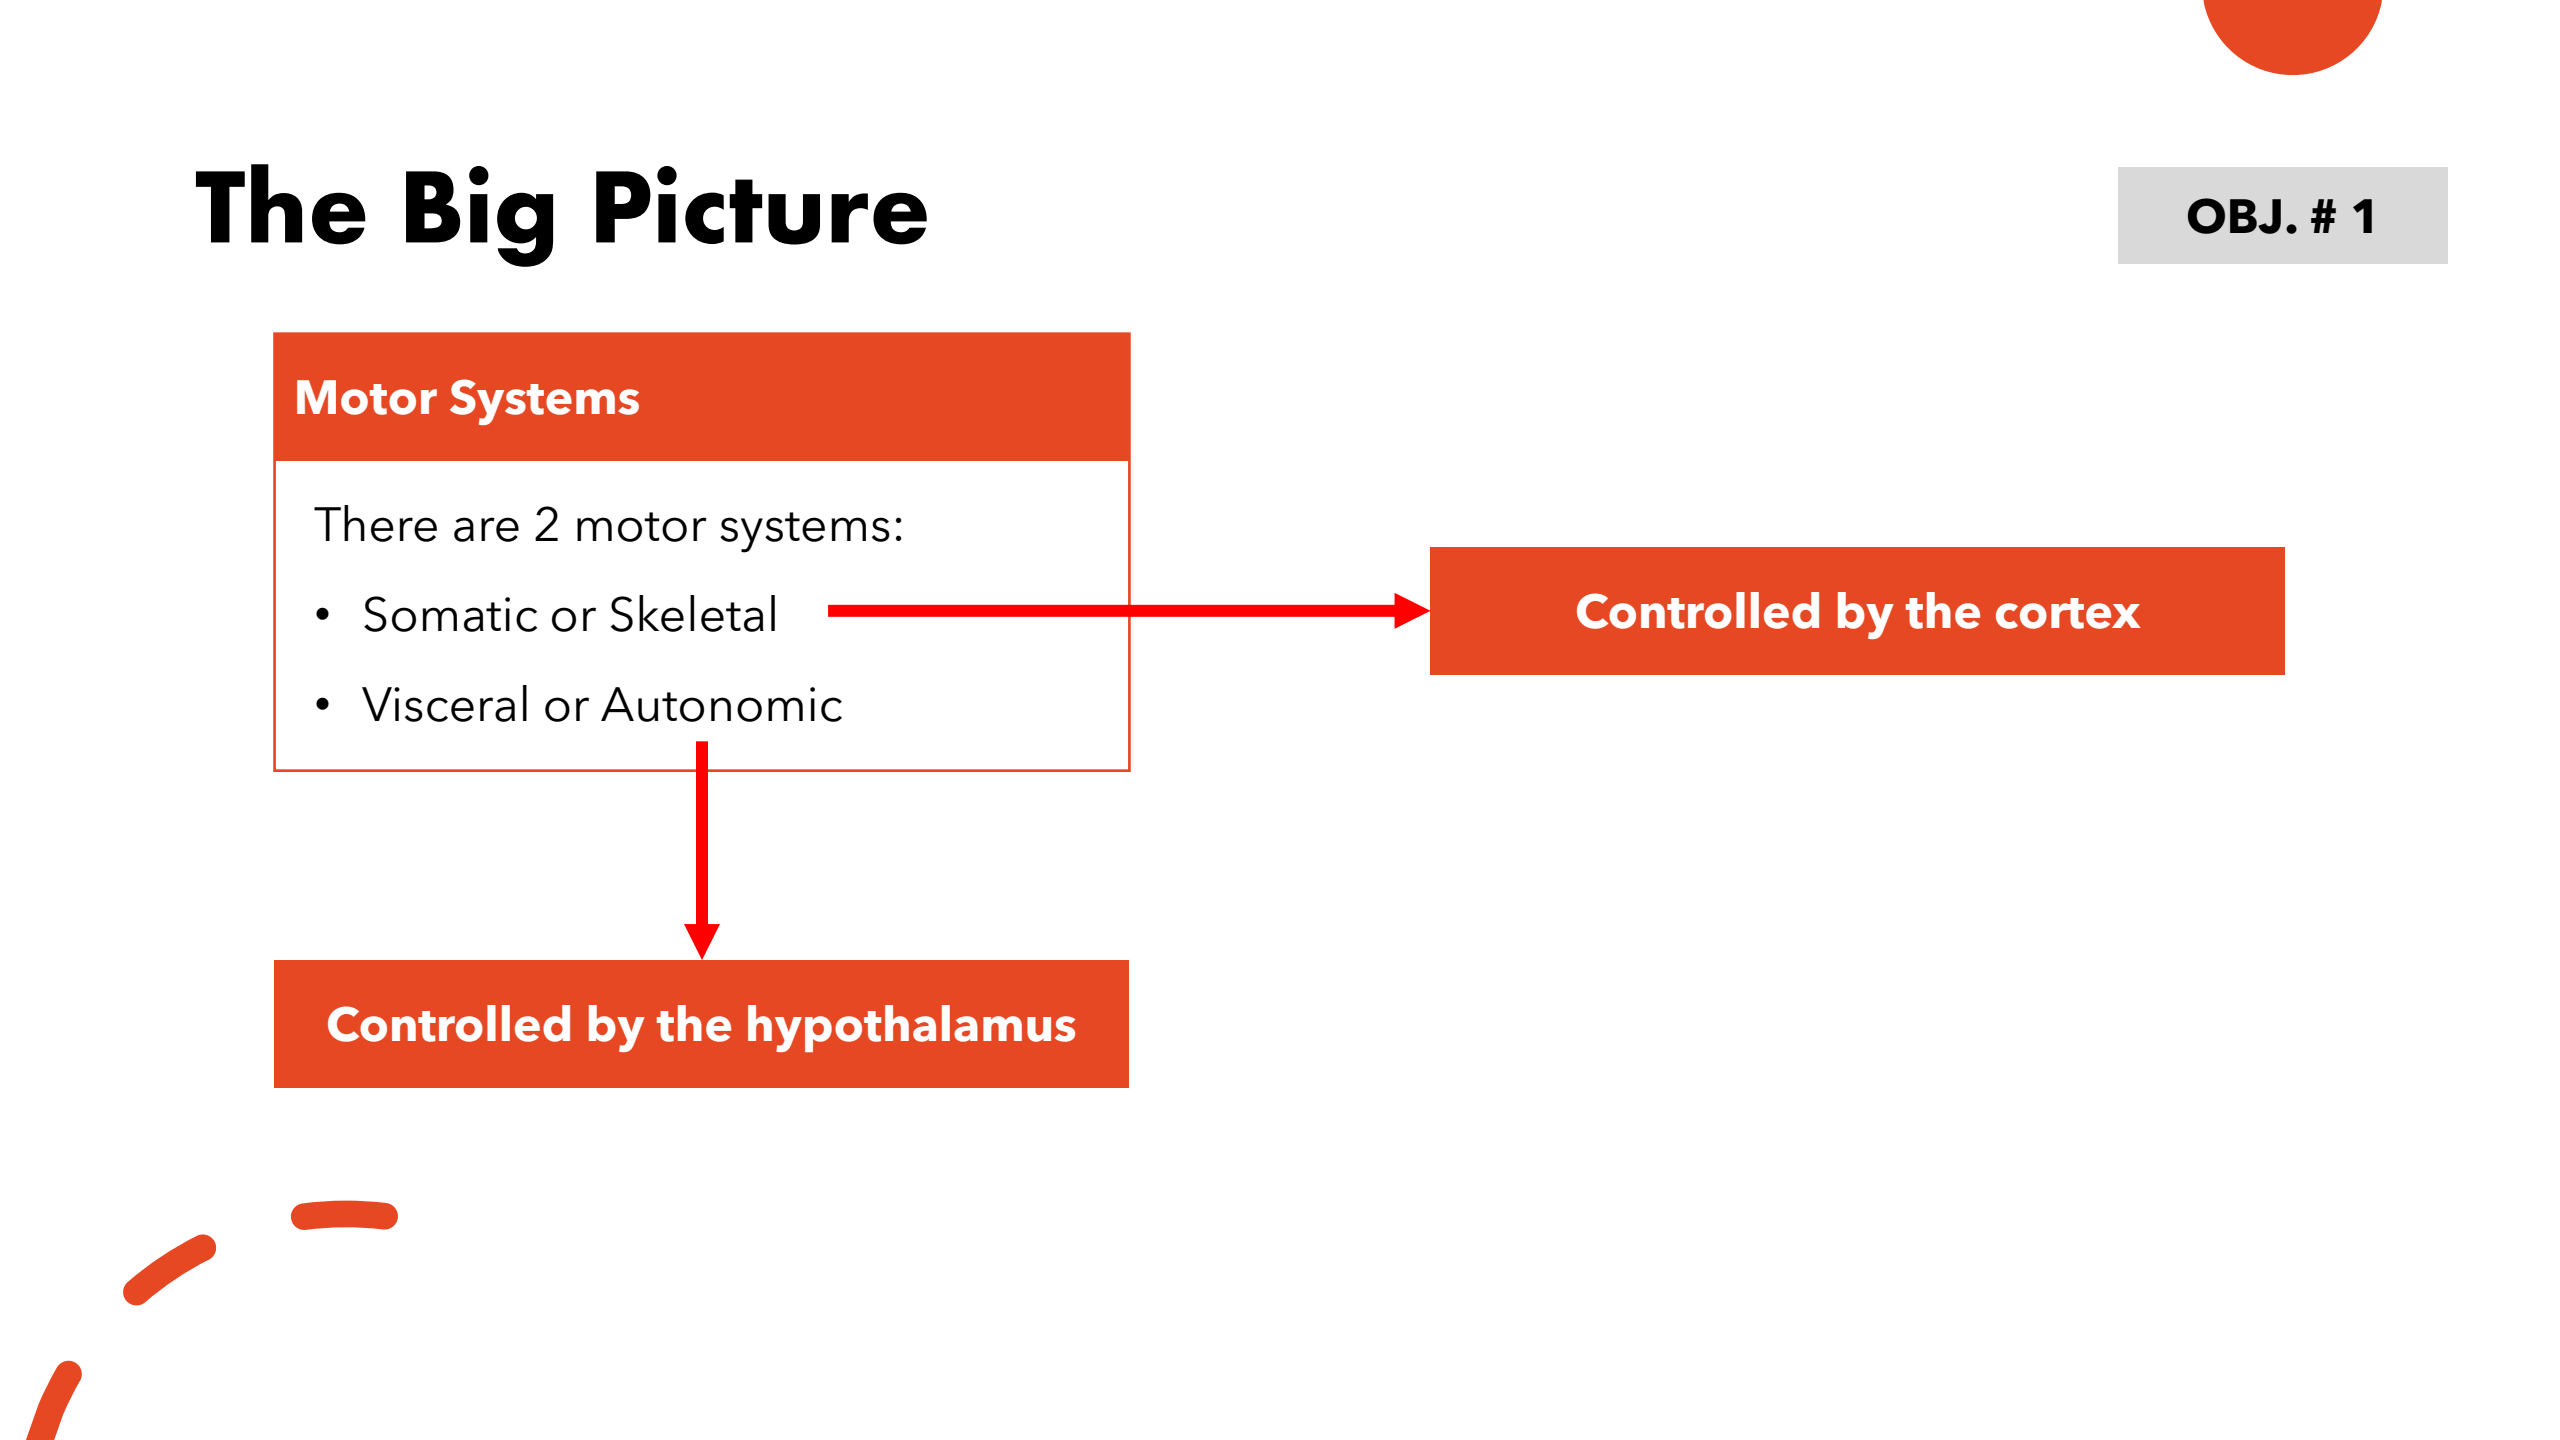 The Big Picture
OBJ. # 1
Motor Systems
There are 2 motor systems:
• Somatic or Skeletal
• Visceral or Autonomic
Controlled by the cortex
Controlled by the hypothalamus